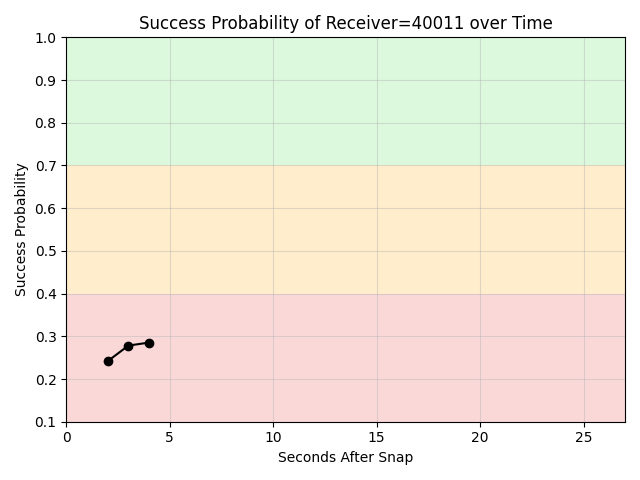 Success Probability of Receiver=40011 over Time
1.0
0.9
0.8
0.7
0.6
0.5
0.4
0.3
0.2
0.1
Success Probability
0 5 10 15 20 25
Seconds After Snap